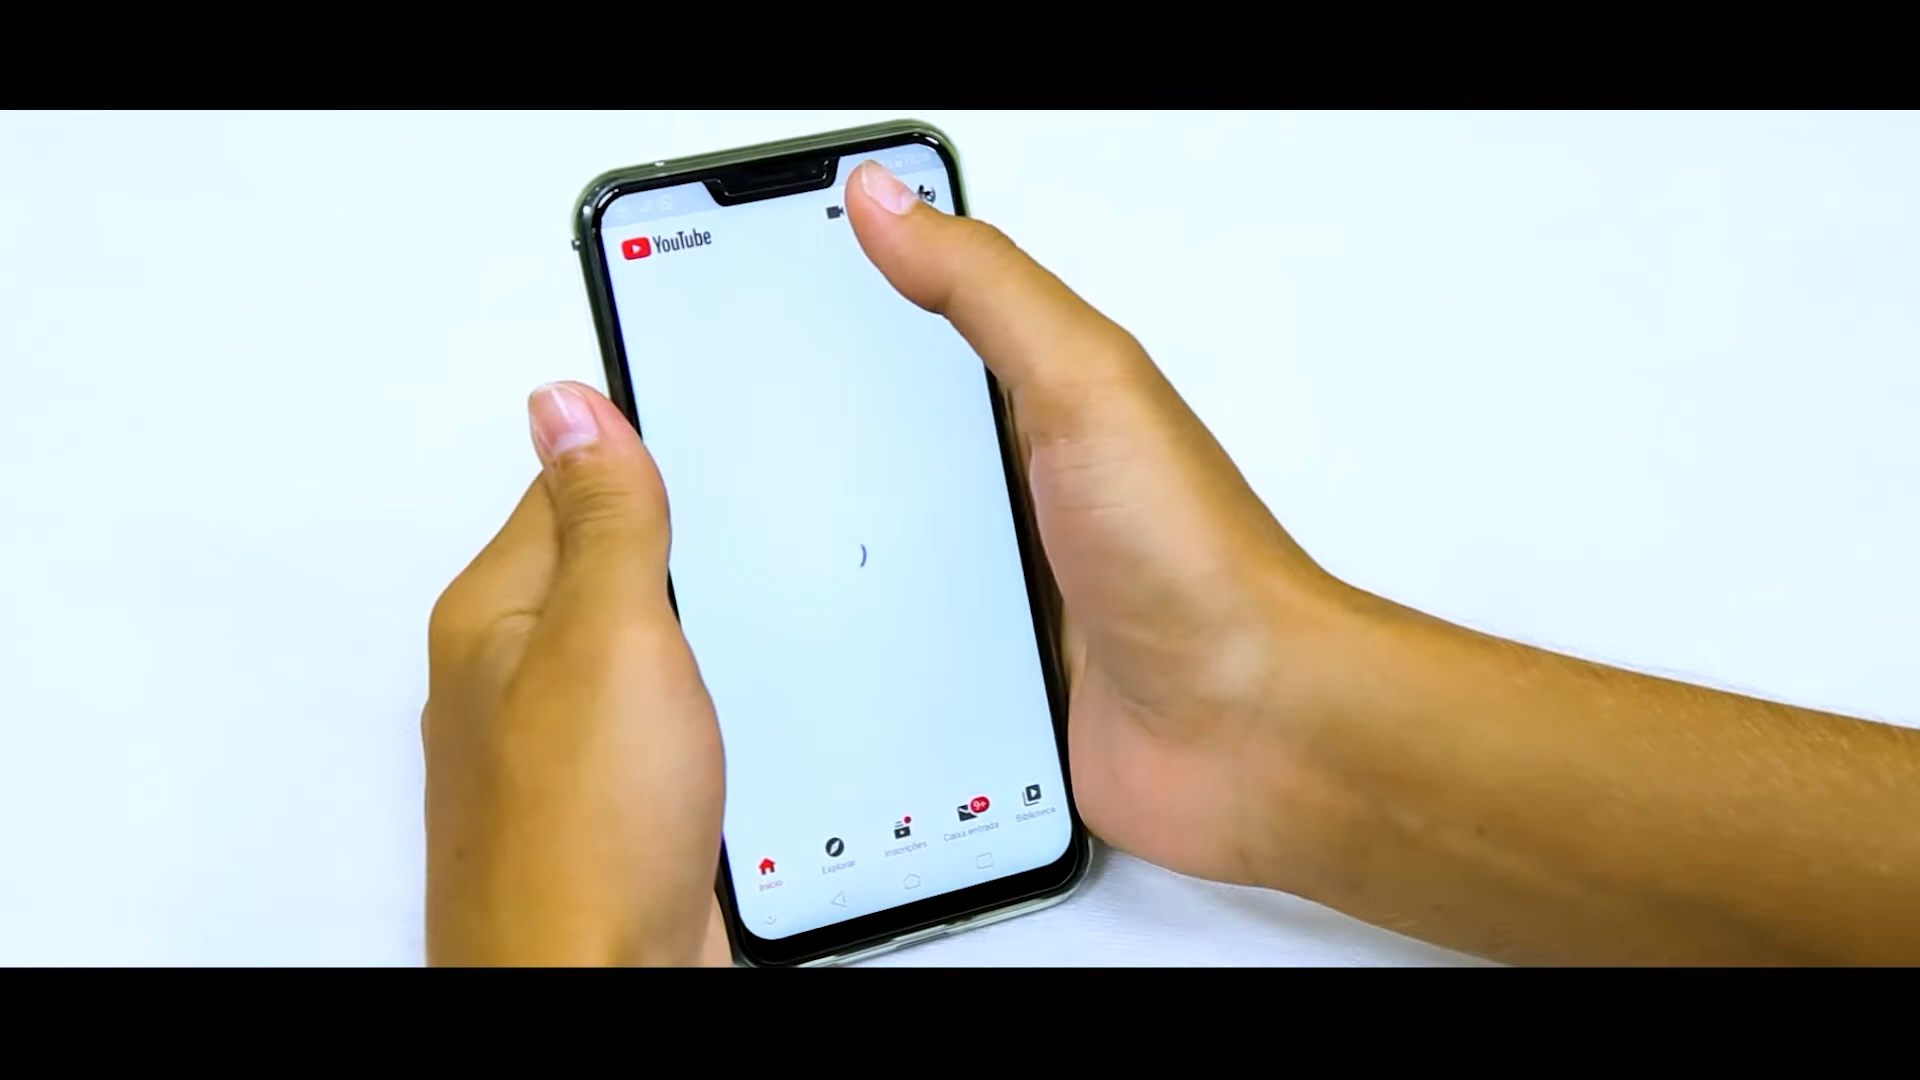 YouTube
Início
Explorar
Inscrições
Caixa entrada
9+
Biblioteca